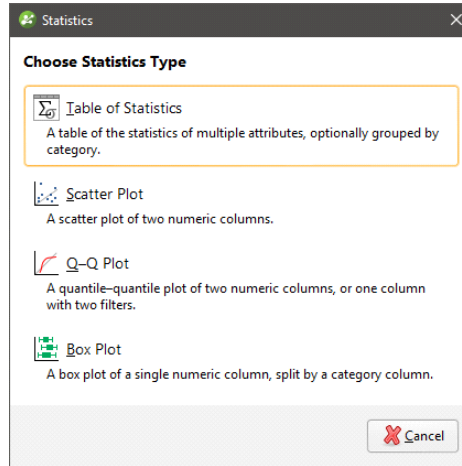 Statistics
Choose Statistics Type
Table of Statistics
A table of the statistics of multiple attributes, optionally grouped by
category.
Scatter Plot
A scatter plot of two numeric columns.
Q–Q Plot
A quantile–quantile plot of two numeric columns, or one column
with two filters.
Box Plot
A box plot of a single numeric column, split by a category column.
Cancel